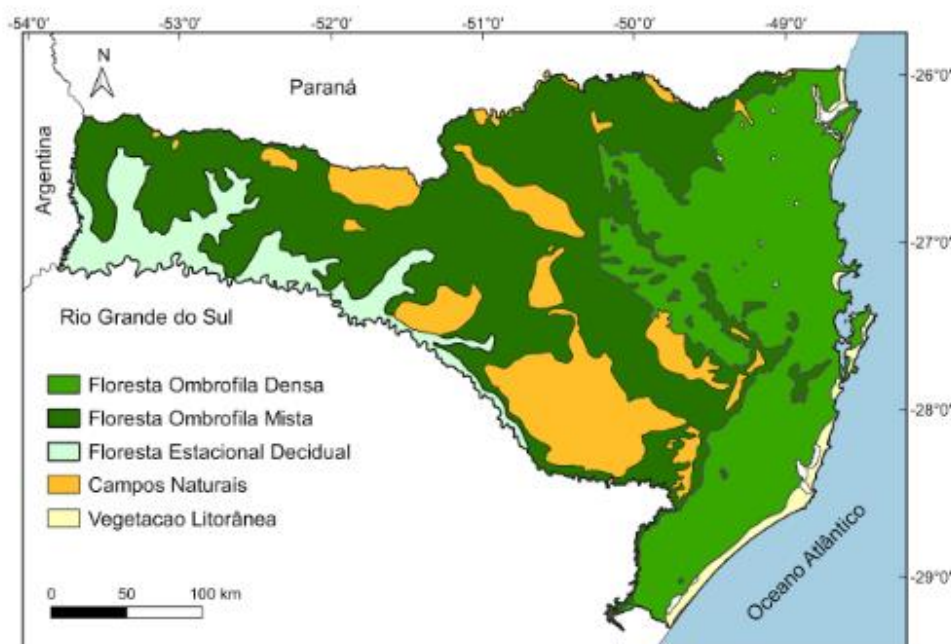 -54°0' -53°0' -52°0' -51°0' -50°0' -49°0'
N
Paraná
-26°0'
Argentina
-27°0'
Rio Grande do Sul
Floresta Ombrofila Densa
Floresta Ombrofila Mista
-28°0'
Floresta Estacional Decidual
Campos Naturais
Vegetacao Litorânea
Oceano Atlântico
0 50 100 km
-29°0'